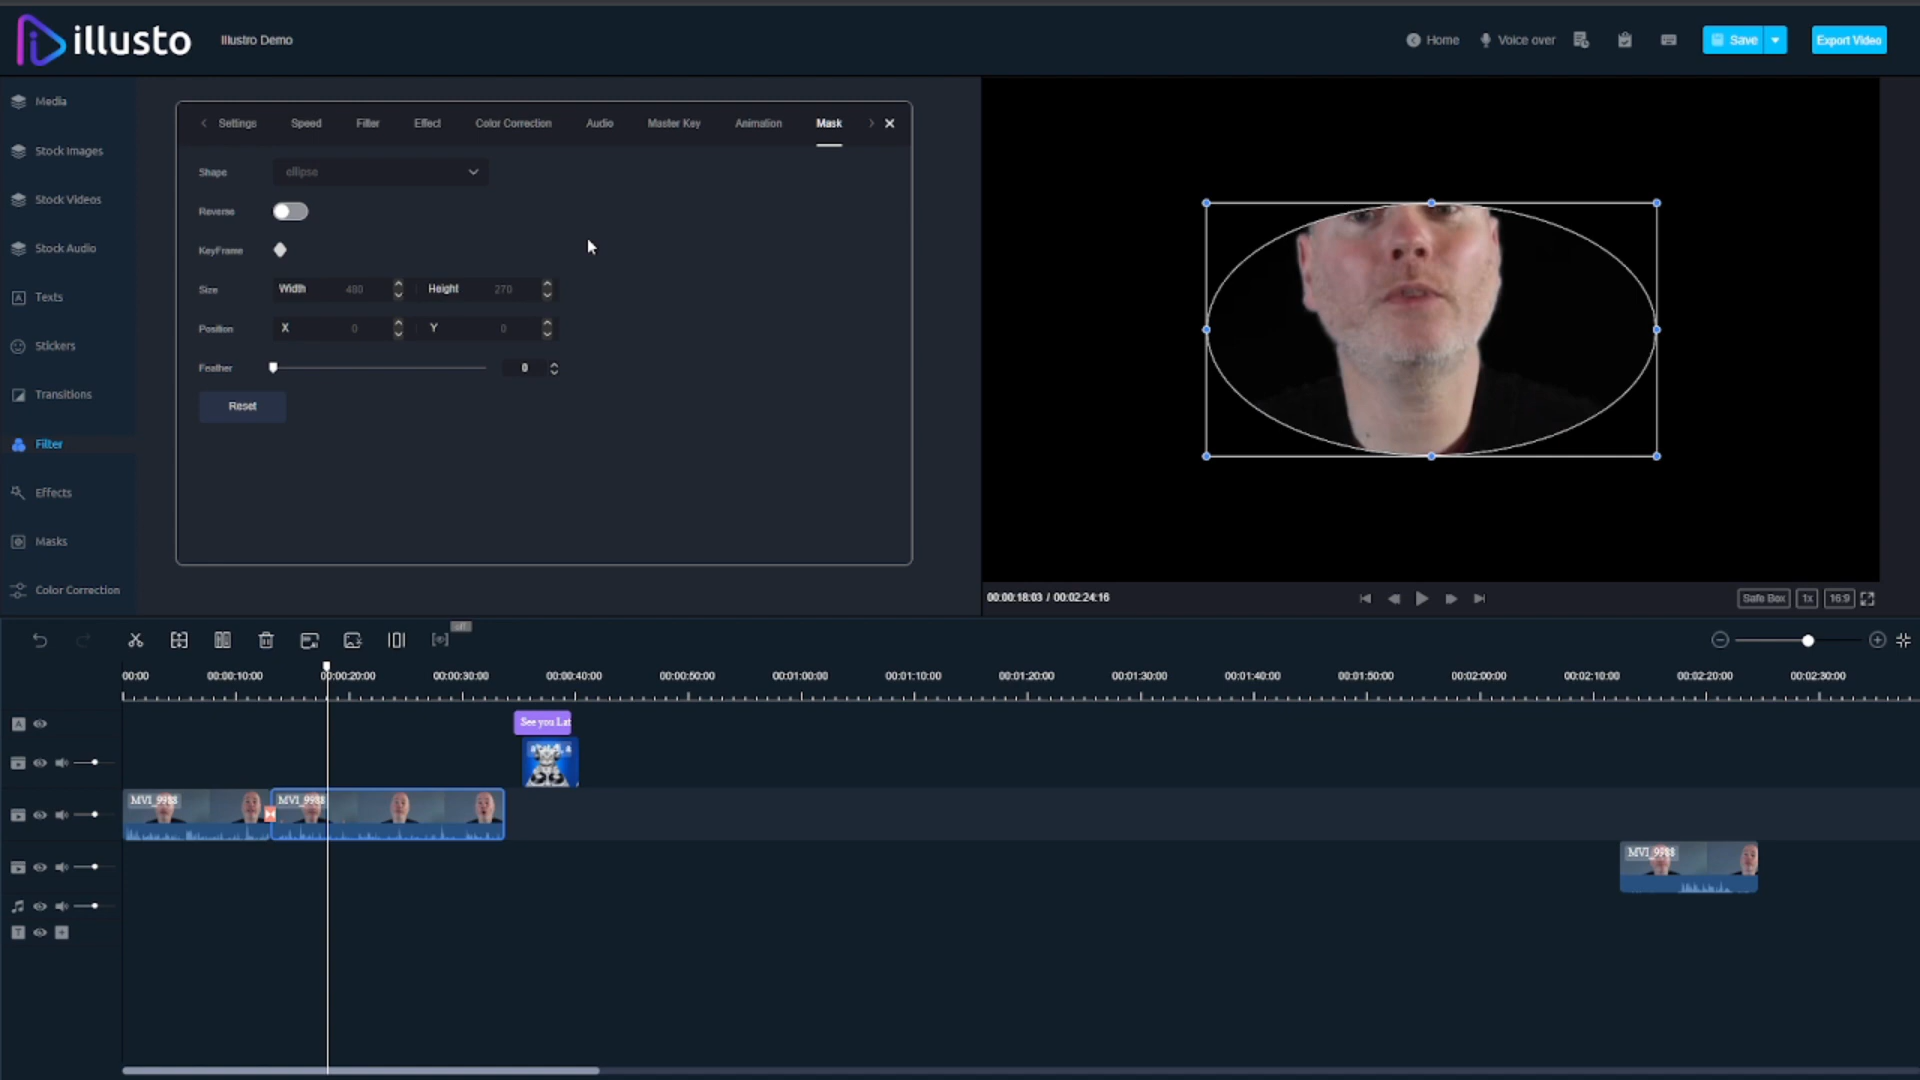 illusto
Illustro Demo
Home
Voice over
Save
Export Video
Media
Stock Images
Stock Videos
Stock Audio
Texts
Stickers
Transitions
Filter
Effects
Masks
Color Correction
Settings
Speed
Filter
Effect
Color Correction
Audio
Master Key
Animation
Mask
Shape
ellipse
Reverse
KeyFrame
Size
Width 480
Height 270
Position
X 0
Y 0
Feather
0
Reset
00:00:18:03 / 00:02:24:16
Safe Box
1x
16:9
off
00:00 00:00:10:00 00:00:20:00 00:00:30:00 00:00:40:00 00:00:50:00 00:01:00:00 00:01:10:00 00:01:20:00 00:01:30:00 00:01:40:00 00:01:50:00 00:02:00:00 00:02:10:00 00:02:20:00 00:02:30:00
A
See you Lat
MVI_9988
MVI_9988
MVI_9988
T